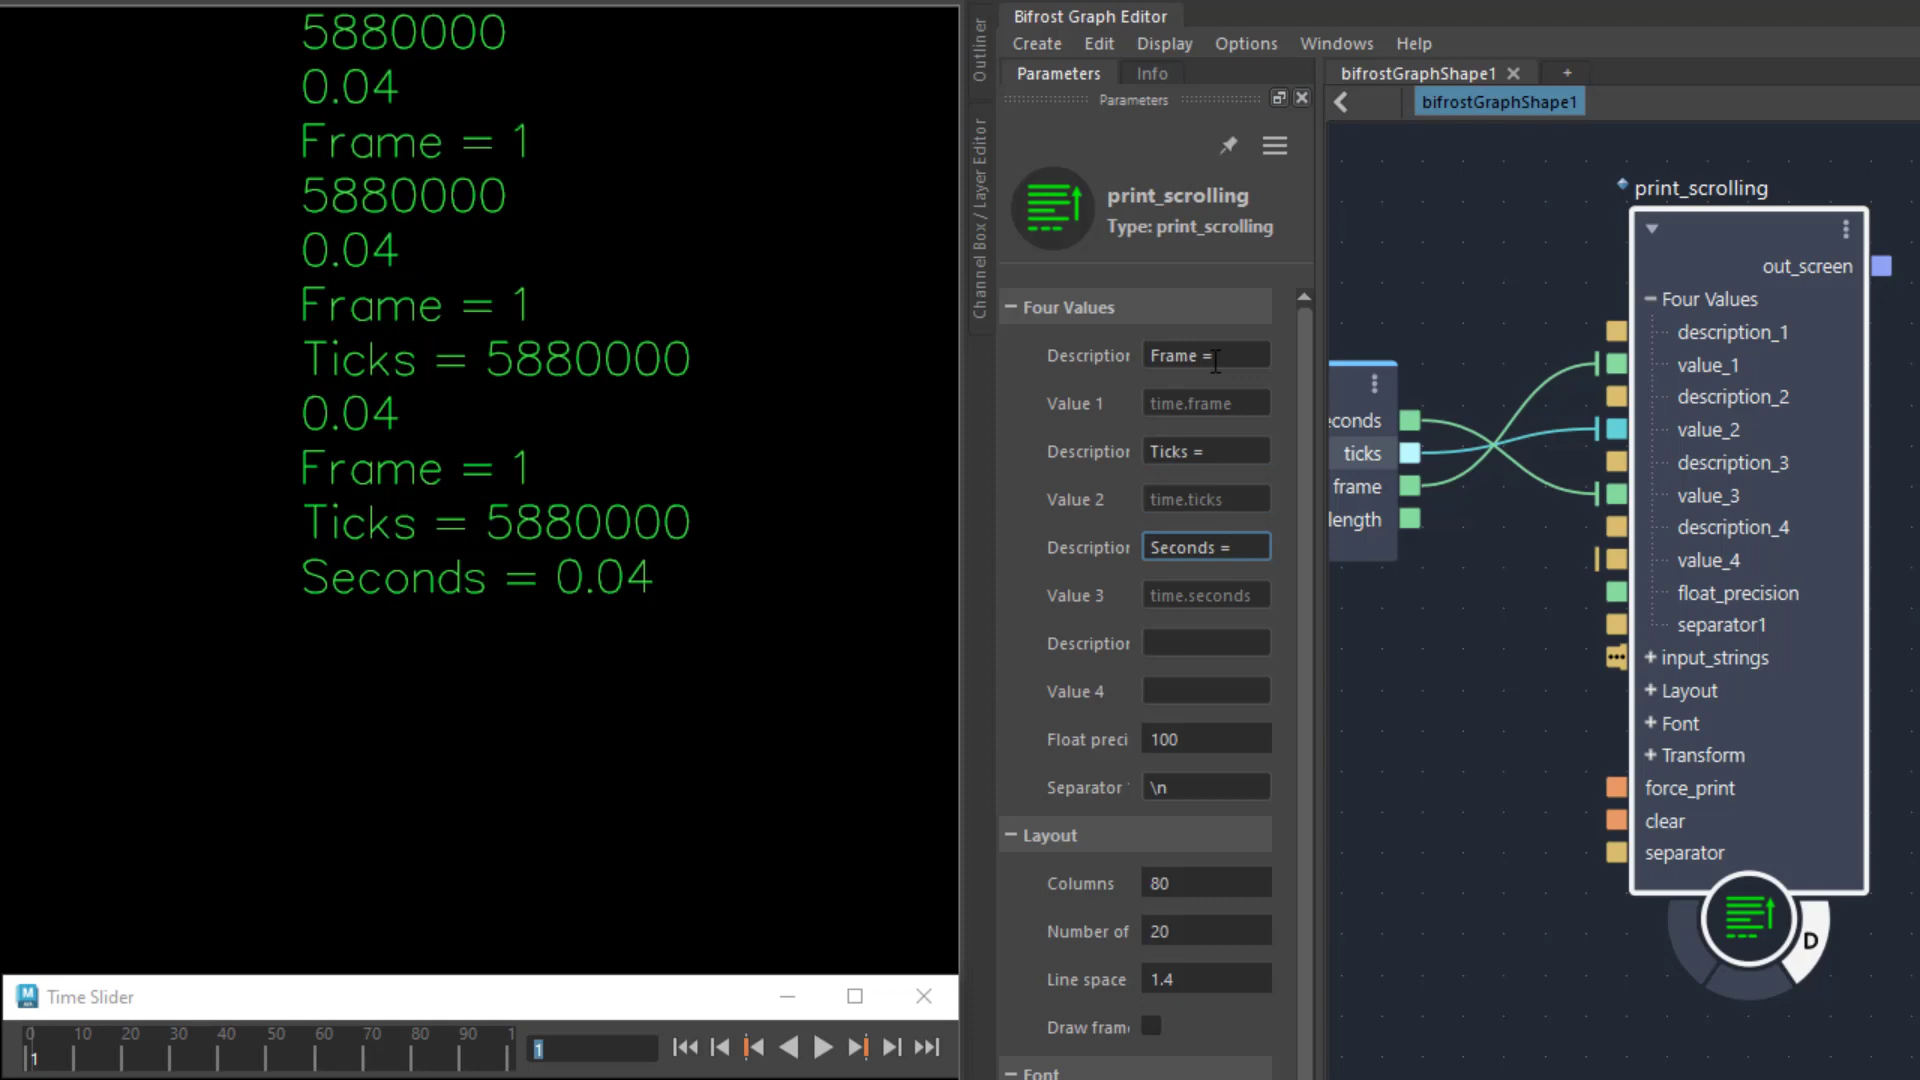 5880000
0.04
Frame = 1
5880000
0.04
Frame = 1
Ticks = 5880000
0.04
Frame = 1
Ticks = 5880000
Seconds = 0.04
Time Slider
0 10 20 30 40 50 60 70 80 90 1
1
1
Outliner
Channel Box / Layer Editor
Bifrost Graph Editor
Create Edit Display Options Windows Help
Parameters Info
Parameters
print_scrolling
Type: print_scrolling
Four Values
Description Frame =
Value 1 time.frame
Description Ticks =
Value 2 time.ticks
Description Seconds =
Value 3 time.seconds
Description
Value 4
Float preci 100
Separator \n
Layout
Columns 80
Number of 20
Line space 1.4
Draw fram
Font
bifrostGraphShape1 +
bifrostGraphShape1
econds
ticks
frame
length
print_scrolling
out_screen
Four Values
description_1
value_1
description_2
value_2
description_3
value_3
description_4
value_4
float_precision
separator1
input_strings
Layout
Font
Transform
force_print
clear
separator
D